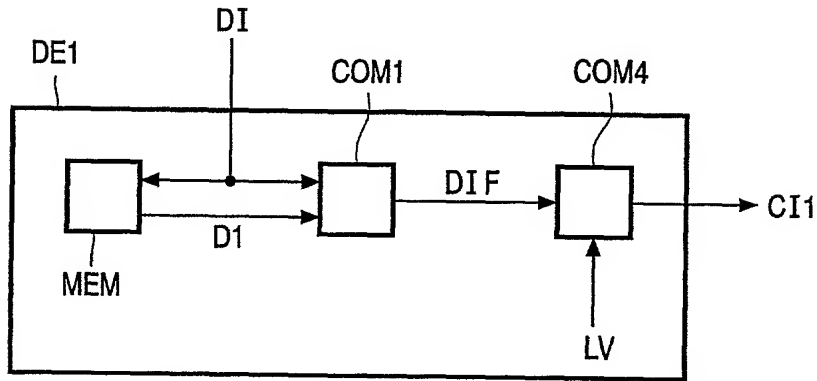 DI
DE1
COM1
COM4
DIF
CI1
D1
MEM
LV